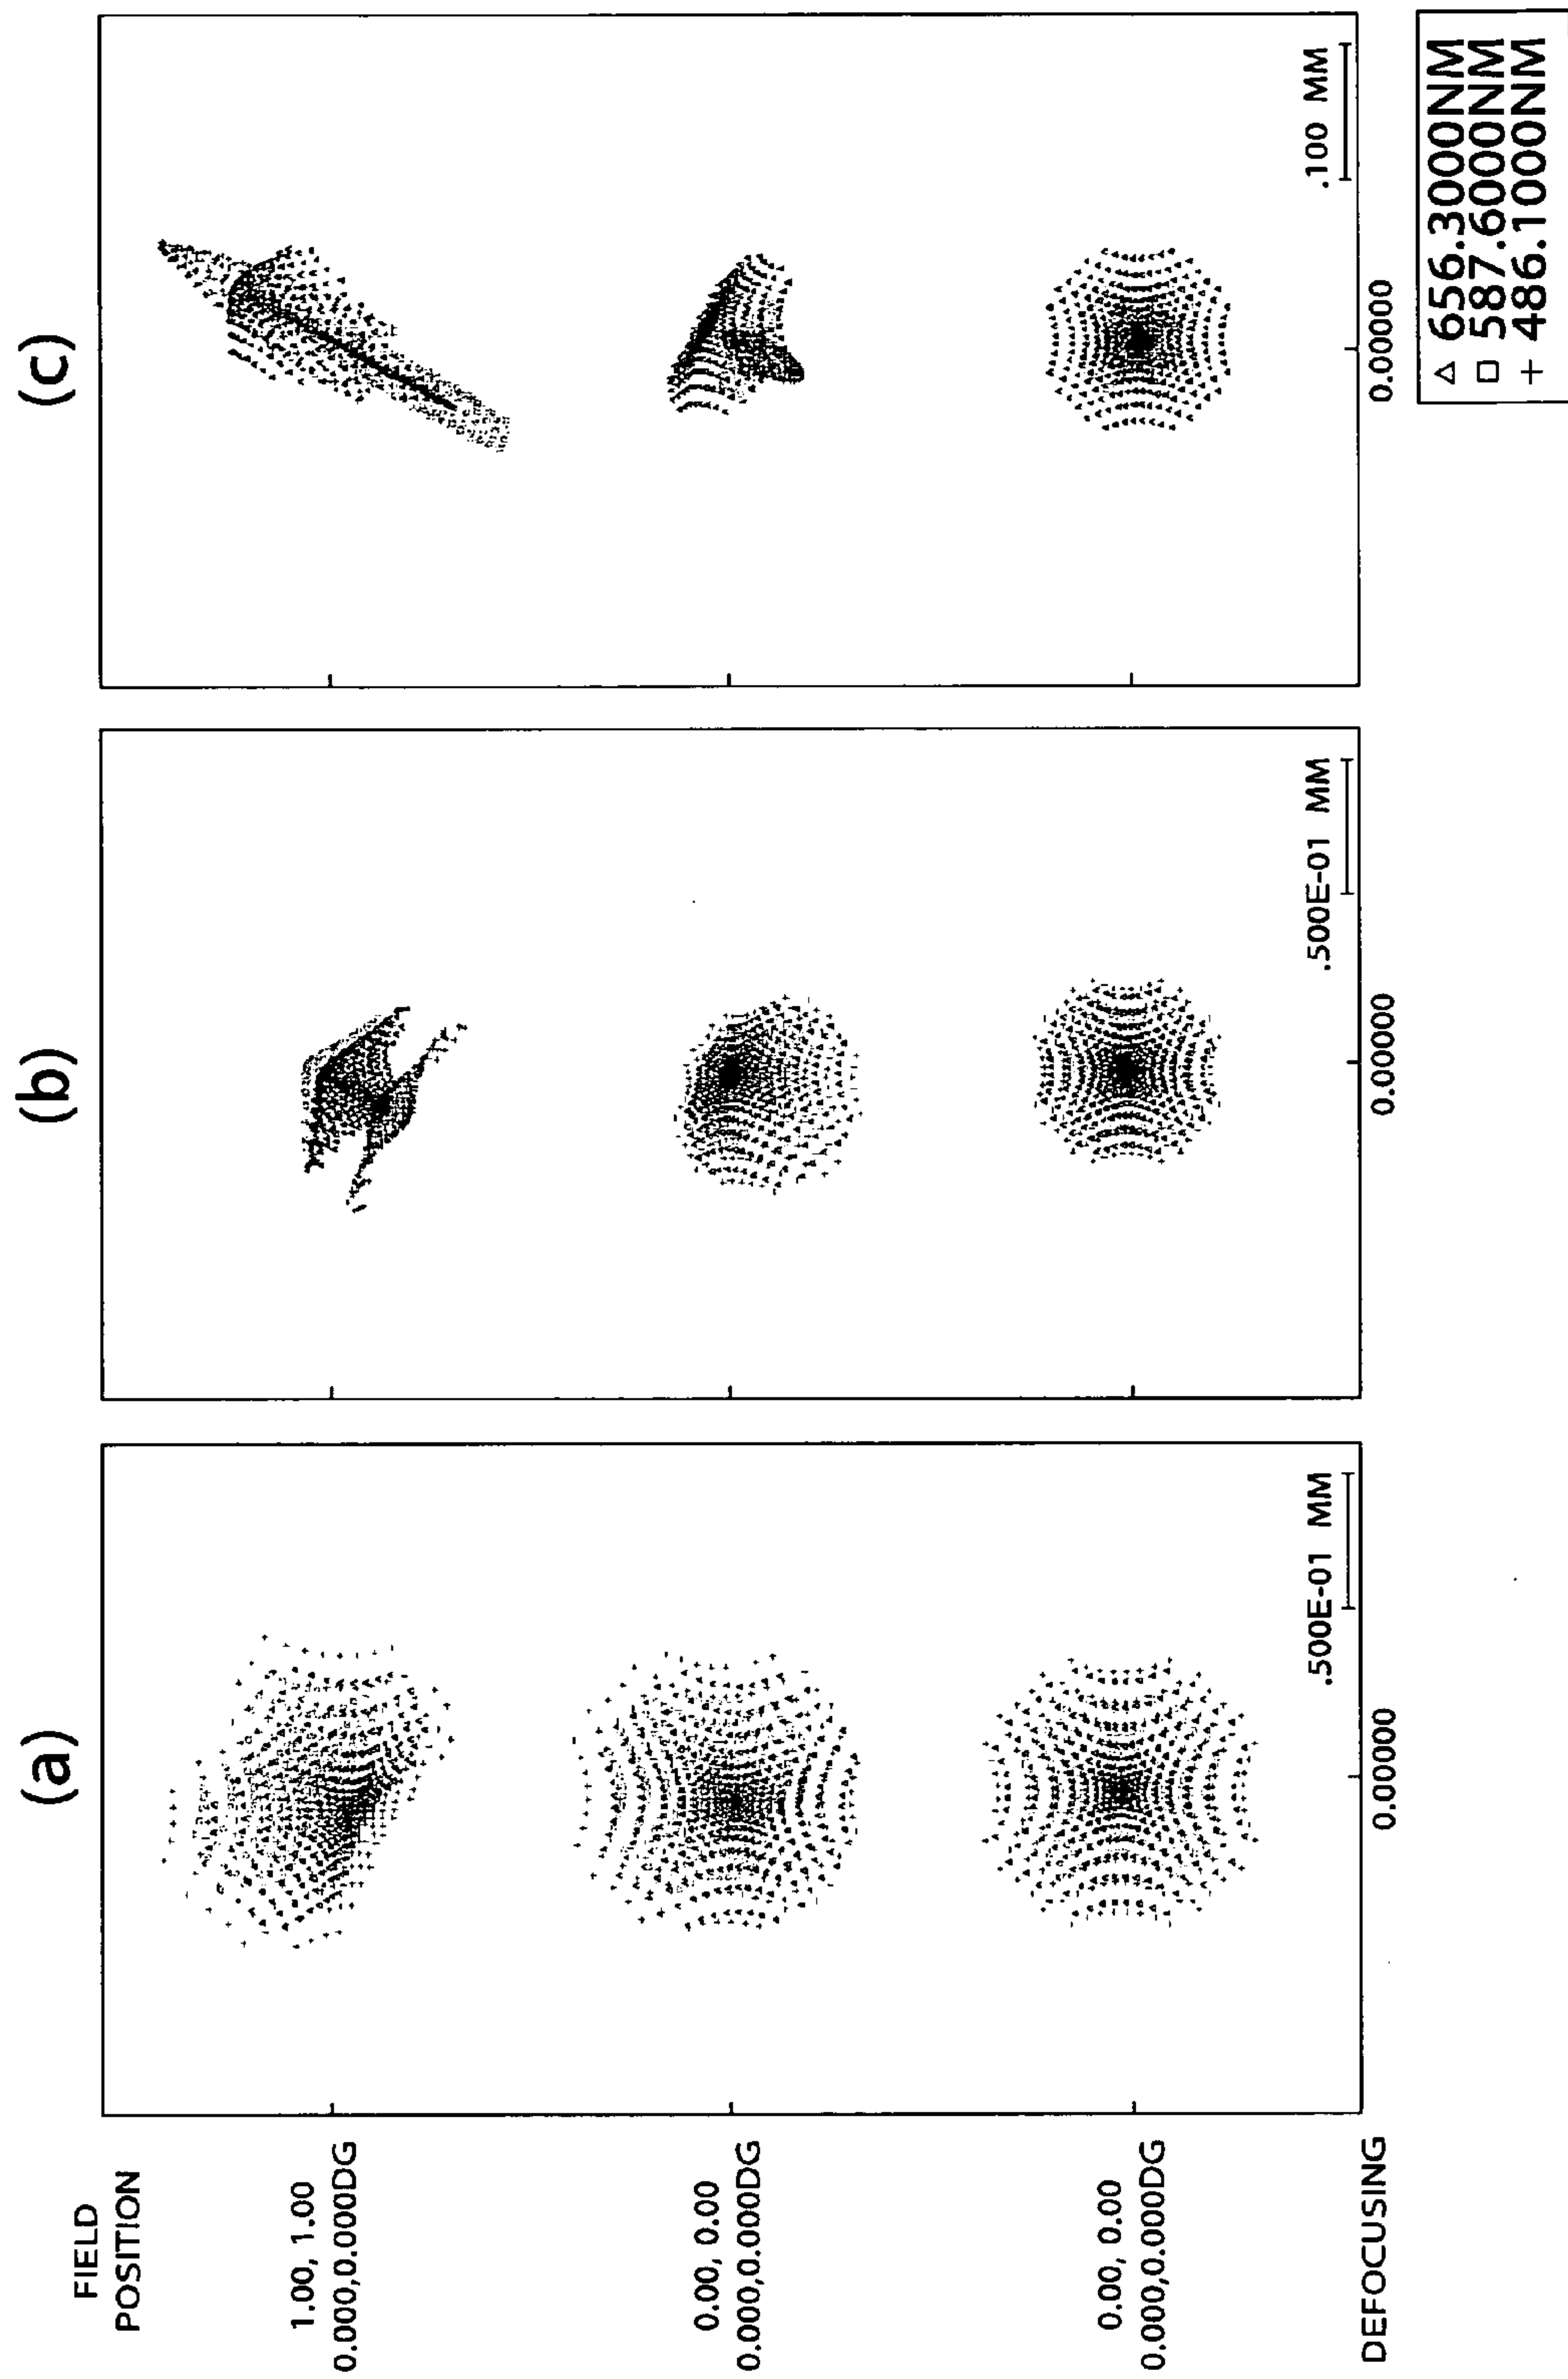 (a) (b) (c)
FIELD
POSITION
1.00, 1.00
0.000,0.000DG
0.00, 0.00
0.000,0.000DG
0.00, 0.00
0.000,0.000DG
.500E-01 MM .500E-01 MM .100 MM
DEFOCUSING 0.00000 0.00000 0.00000
△ 656.3000NM
□ 587.6000NM
+ 486.1000NM